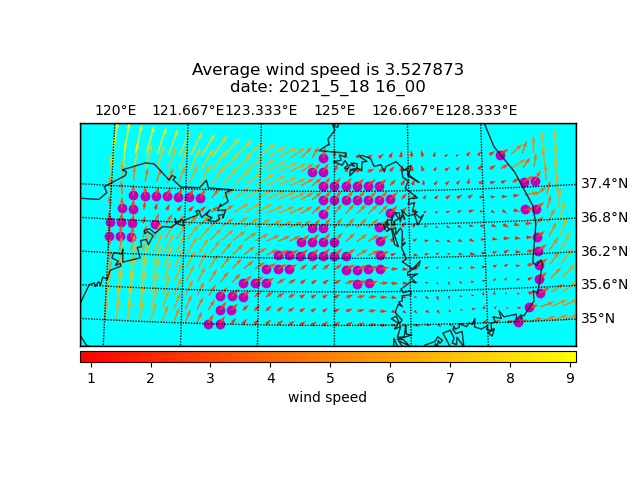 Average wind speed is 3.527873
date: 2021_5_18 16_00
120°E 121.667°E 123.333°E 125°E 126.667°E 128.333°E
37.4°N
36.8°N
36.2°N
35.6°N
35°N
1 2 3 4 5 6 7 8 9
wind speed